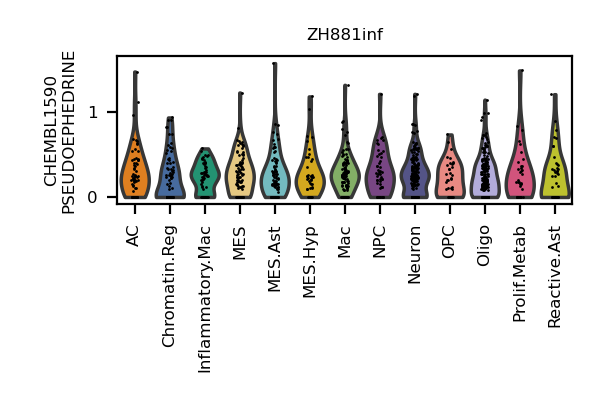 ZH881inf
CHEMBL1590
PSEUDOEPHEDRINE
1
0
AC
Chromatin.Reg
Inflammatory.Mac
MES
MES.Ast
MES.Hyp
Mac
NPC
Neuron
OPC
Oligo
Prolif.Metab
Reactive.Ast